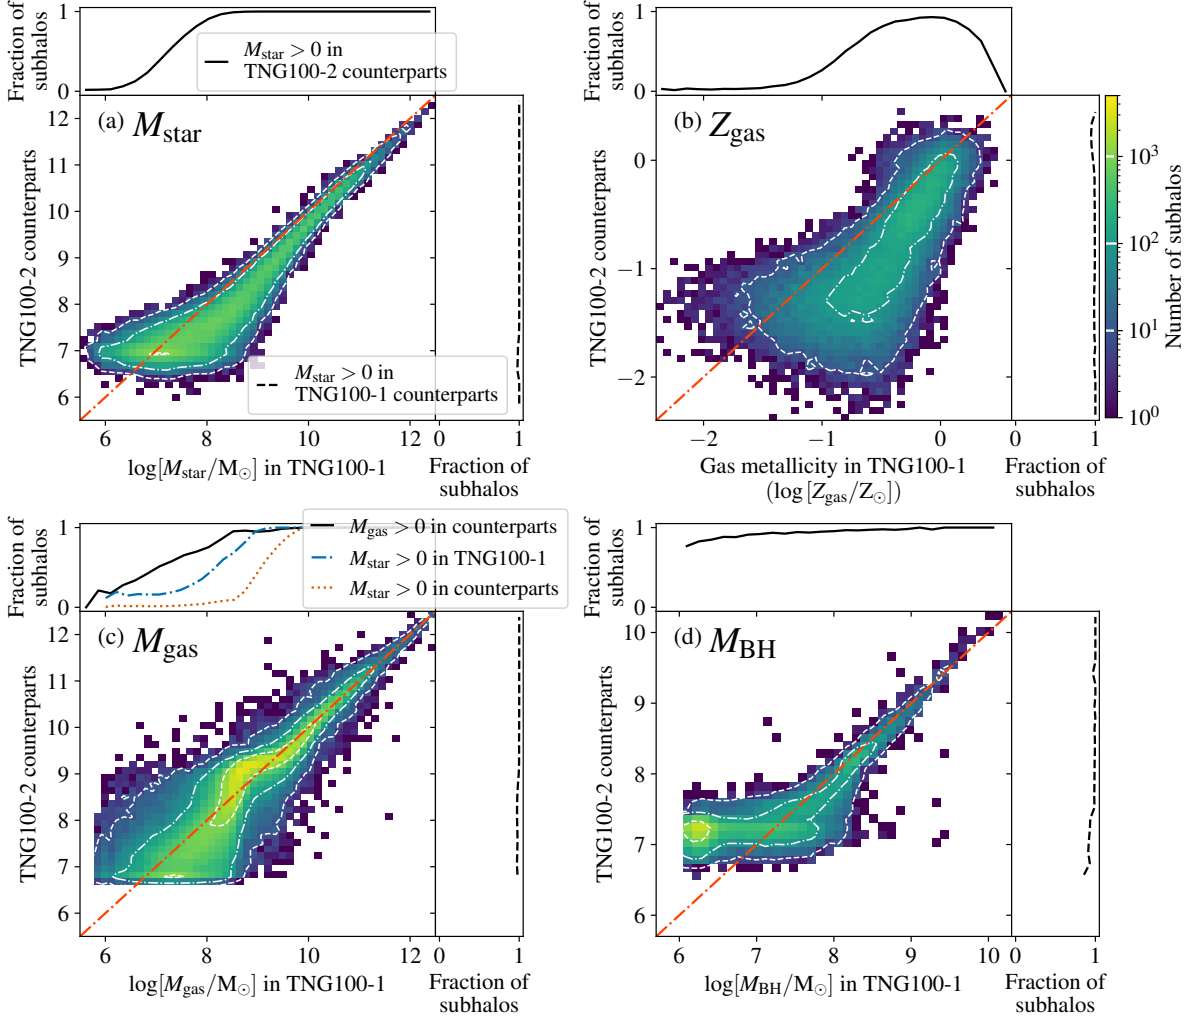 Fraction of
subhalos
1
0
M_star > 0 in
TNG100-2 counterparts
(a) M_star
TNG100-2 counterparts
12
11
10
9
8
7
6
M_star > 0 in
TNG100-1 counterparts
6 8 10 12 0 1
log[M_star/M_⊙] in TNG100-1
Fraction of
subhalos
Fraction of
subhalos
1
0
(b) Z_gas
TNG100-2 counterparts
0
−1
−2
−2 −1 0 0 1
Gas metallicity in TNG100-1
(log[Z_gas/Z_⊙])
Fraction of
subhalos
10^3
10^2
10^1
10^0
Number of subhalos
Fraction of
subhalos
1
0
M_gas > 0 in counterparts
M_star > 0 in TNG100-1
M_star > 0 in counterparts
(c) M_gas
TNG100-2 counterparts
12
11
10
9
8
7
6
6 8 10 12 0 1
log[M_gas/M_⊙] in TNG100-1
Fraction of
subhalos
Fraction of
subhalos
1
0
(d) M_BH
TNG100-2 counterparts
10
9
8
7
6
6 7 8 9 10 0 1
log[M_BH/M_⊙] in TNG100-1
Fraction of
subhalos